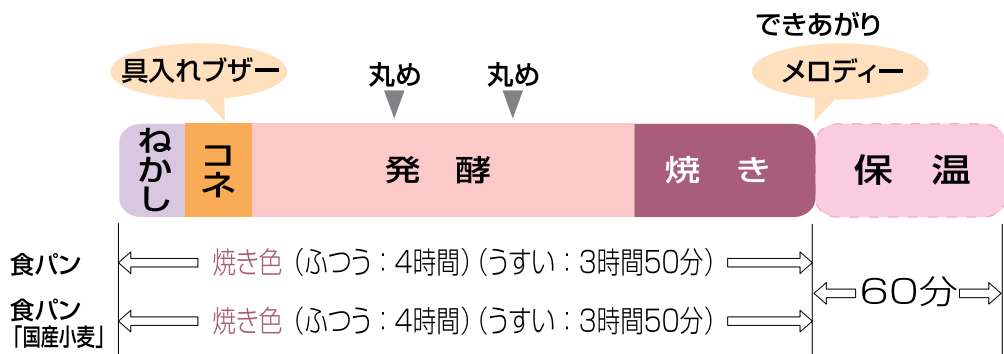 できあがり
具入れブザー
丸め
丸め
メロディー
ねかし
コネ
発酵
焼き
保温
食パン
焼き色（ふつう：4時間）（うすい：3時間50分）
60分
食パン
「国産小麦」
焼き色（ふつう：4時間）（うすい：3時間50分）